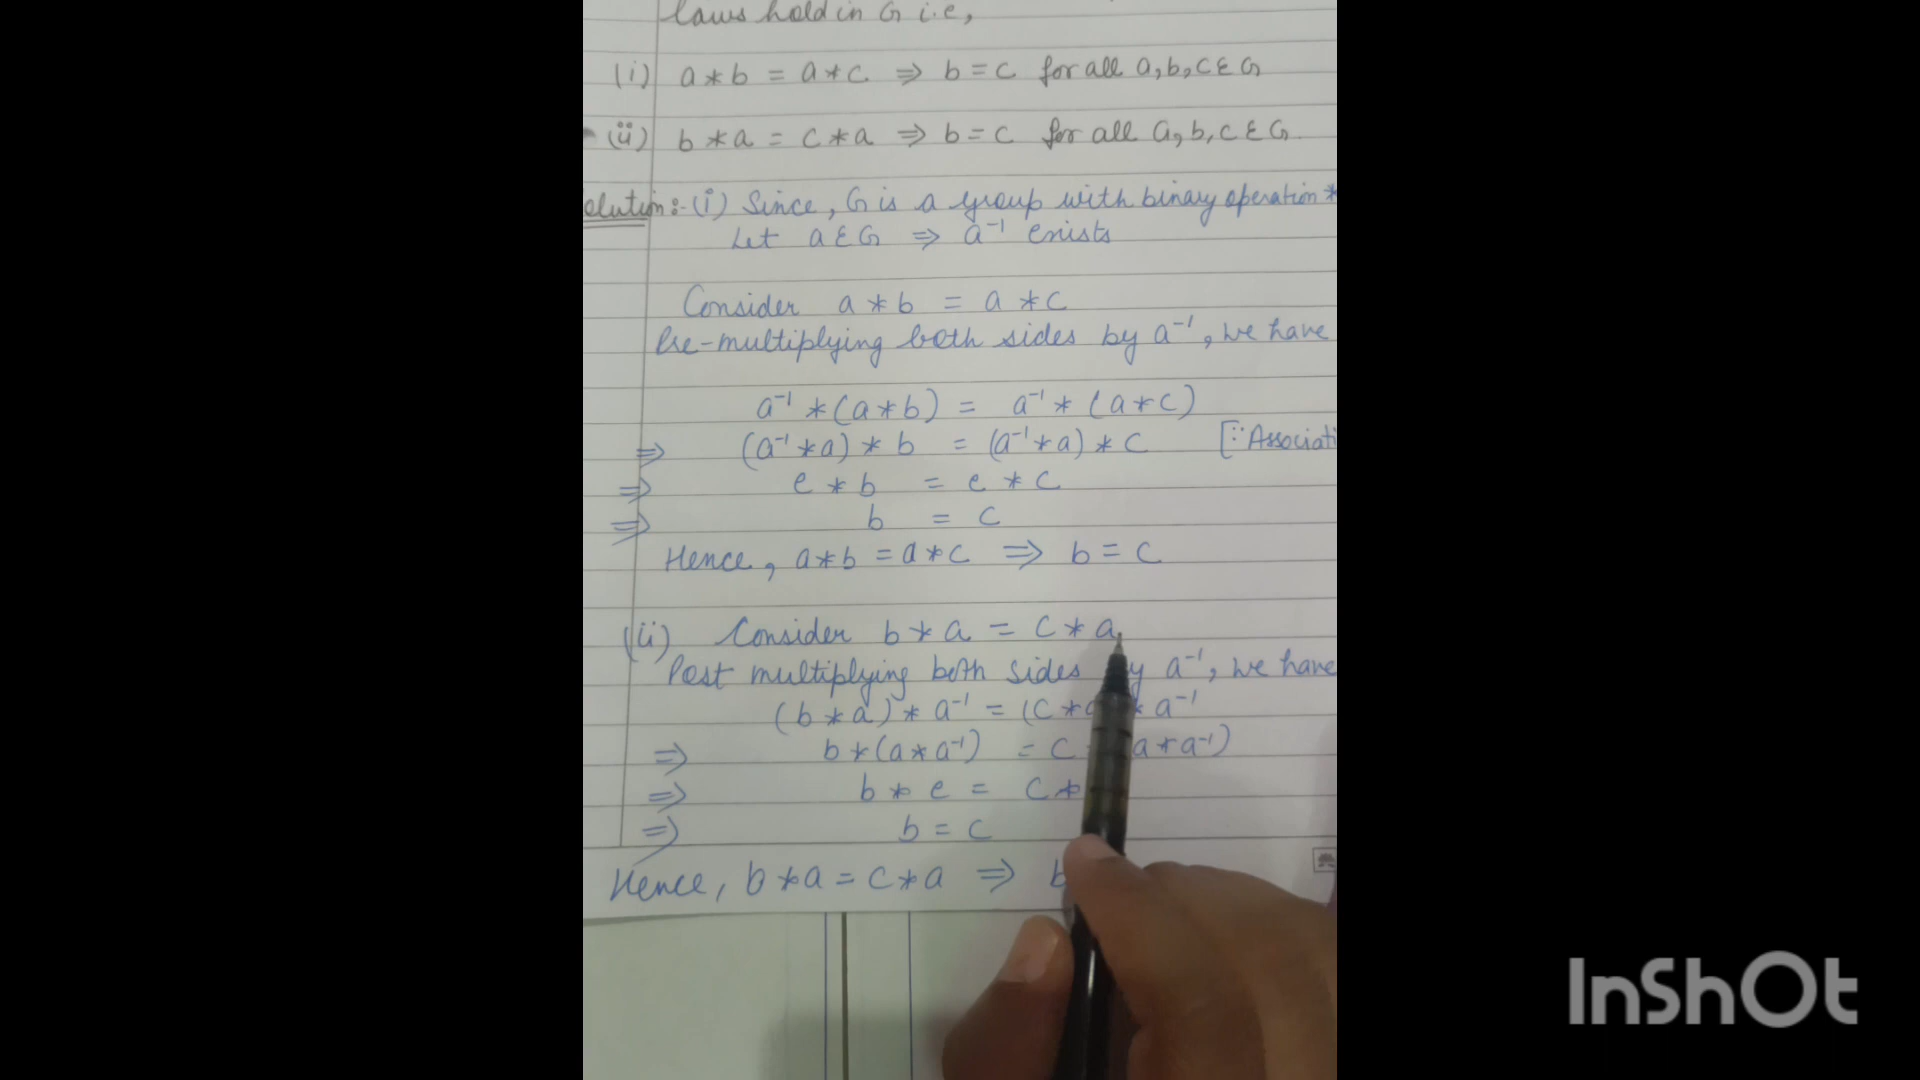 laws hold in G i.e,
(i) a * b = a * c ⇒ b = c for all a, b, c ∈ G
(ii) b * a = c * a ⇒ b = c for all a, b, c ∈ G
olution:- (i) Since, G is a group with binary operation *
Let a ∈ G ⇒ a⁻¹ exists
Consider a * b = a * c
Pre-multiplying both sides by a⁻¹, we have
a⁻¹ * (a * b) = a⁻¹ * (a * c)
⇒ (a⁻¹ * a) * b = (a⁻¹ * a) * c [∵ Associati
⇒ e * b = e * c
⇒ b = c
Hence, a * b = a * c ⇒ b = c
(ii) Consider b * a = c * a
Post multiplying both sides by a⁻¹, we have
(b * a) * a⁻¹ = (c * a * a⁻¹
⇒ b * (a * a⁻¹) = c a * a⁻¹)
⇒ b * e = c *
⇒ b = c
Hence, b * a = c * a ⇒ b
InShOt